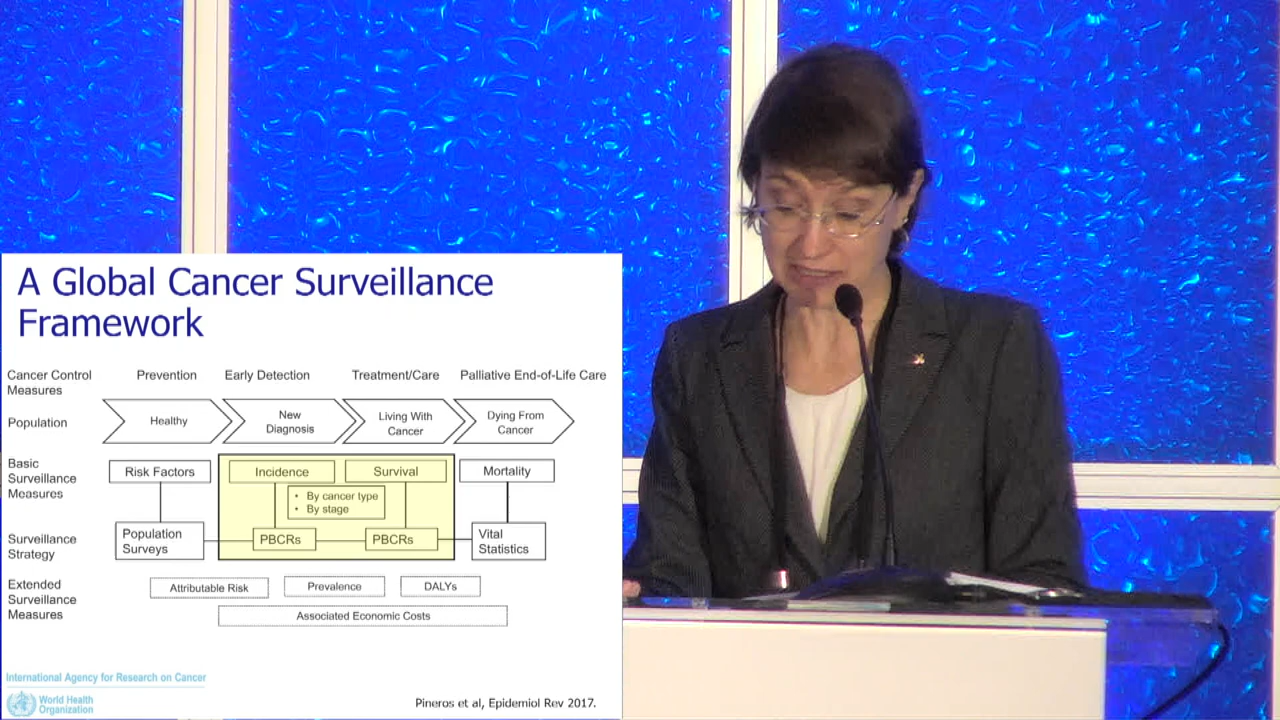 A Global Cancer Surveillance
Framework
Cancer Control
Measures
Prevention
Early Detection
Treatment/Care
Palliative End-of-Life Care
Population
Healthy
New
Diagnosis
Living With
Cancer
Dying From
Cancer
Basic
Surveillance
Measures
Risk Factors
Incidence
Survival
Mortality
• By cancer type
• By stage
Surveillance
Strategy
Population
Surveys
PBCRs
PBCRs
Vital
Statistics
Extended
Surveillance
Measures
Attributable Risk
Prevalence
DALYs
Associated Economic Costs
International Agency for Research on Cancer
World Health
Organization
Pineros et al, Epidemiol Rev 2017.